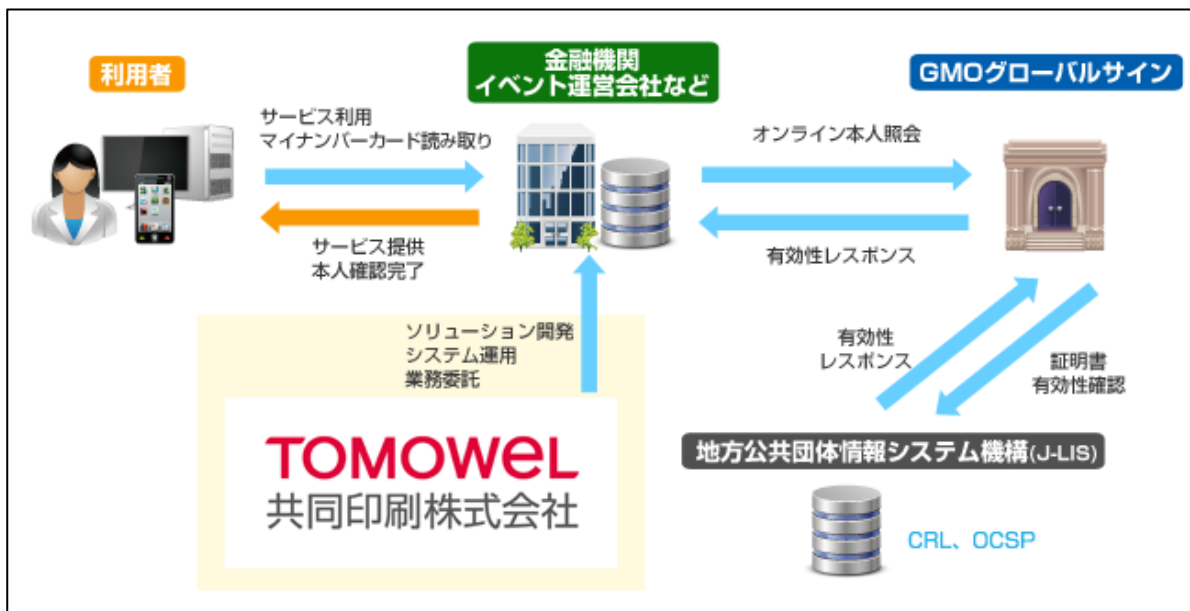 利用者
金融機関
イベント運営会社など
GMOグローバルサイン
サービス利用
マイナンバーカード読み取り
オンライン本人照会
サービス提供
本人確認完了
有効性レスポンス
ソリューション開発
システム運用
業務委託
有効性
レスポンス
証明書
有効性確認
TOMOWEL
共同印刷株式会社
地方公共団体情報システム機構(J-LIS)
CRL、OCSP